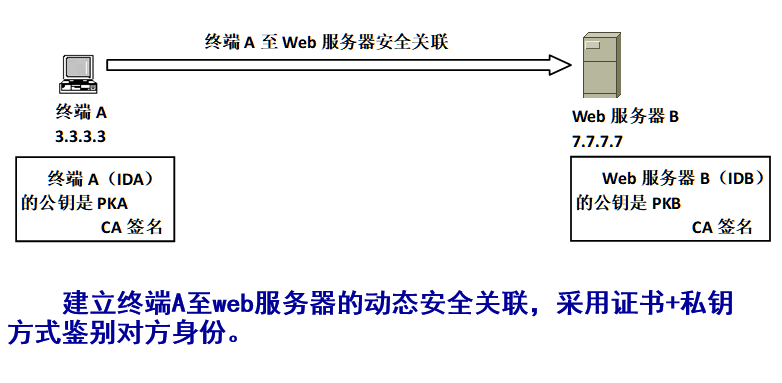 终端 A 至 Web 服务器安全关联
终端 A
3.3.3.3
Web 服务器 B
7.7.7.7
终端 A（IDA）
的公钥是 PKA
CA 签名
Web 服务器 B（IDB）
的公钥是 PKB
CA 签名
建立终端A至web服务器的动态安全关联，采用证书+私钥
方式鉴别对方身份。